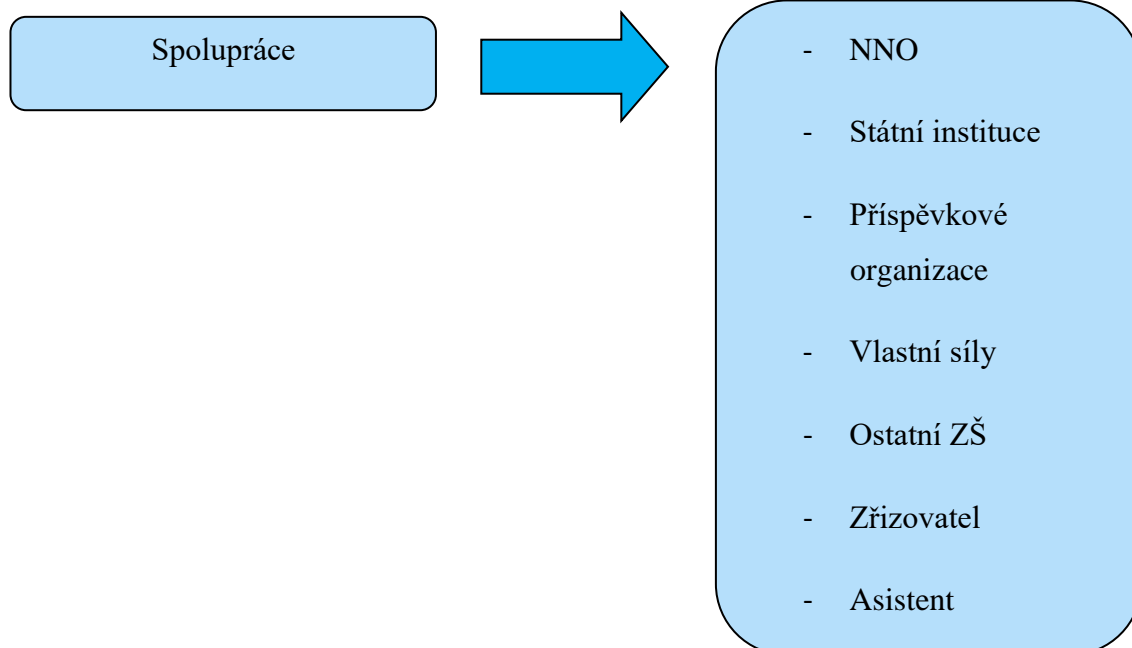 Spolupráce
- NNO
- Státní instituce
- Příspěvkové
organizace
- Vlastní síly
- Ostatní ZŠ
- Zřizovatel
- Asistent